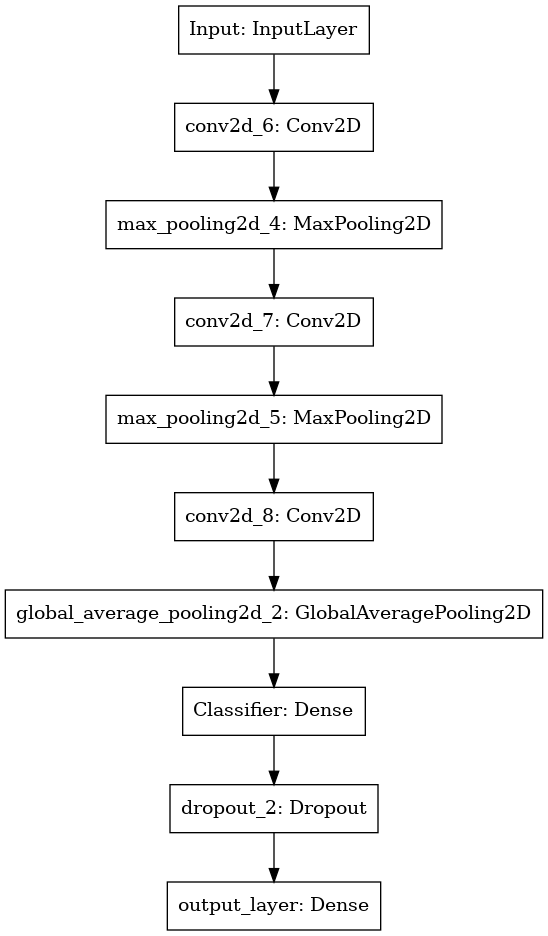 Input: InputLayer
conv2d_6: Conv2D
max_pooling2d_4: MaxPooling2D
conv2d_7: Conv2D
max_pooling2d_5: MaxPooling2D
conv2d_8: Conv2D
global_average_pooling2d_2: GlobalAveragePooling2D
Classifier: Dense
dropout_2: Dropout
output_layer: Dense